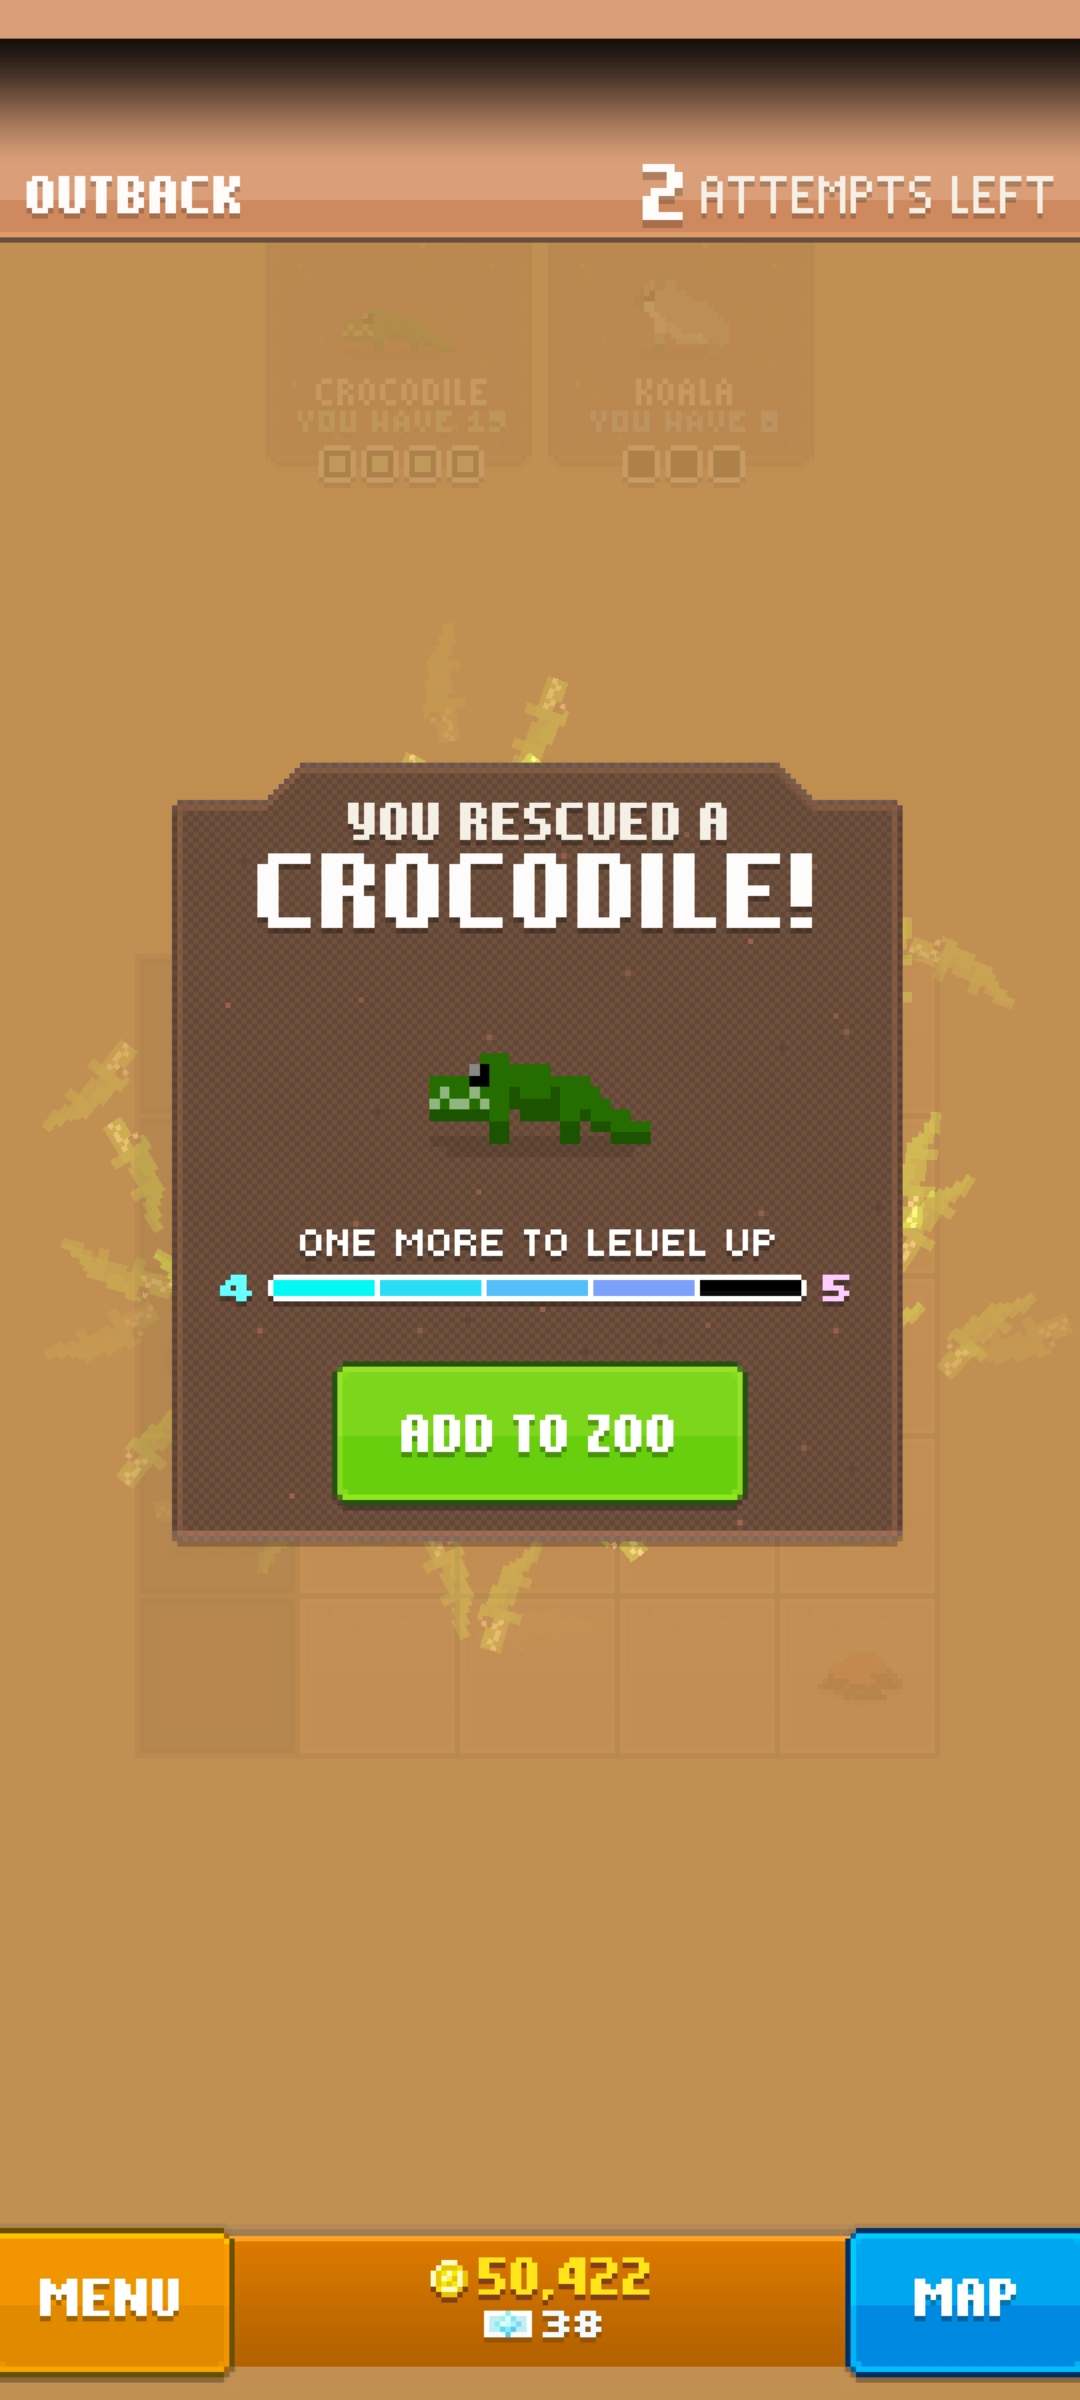 OUTBACK
2 ATTEMPTS LEFT
CROCODILE
YOU HAVE 19
KOALA
YOU HAVE 8
YOU RESCUED A
CROCODILE!
ONE MORE TO LEVEL UP
4
5
ADD TO ZOO
MENU
50,422
38
MAP